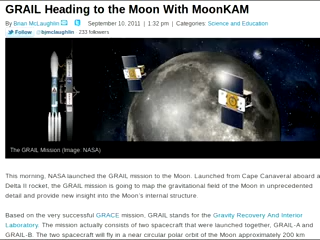 GRAIL Heading to the Moon With MoonKAM
By Brian McLaughlin September 10, 2011 | 1:32 pm | Categories: Science and Education
Follow @bjmclaughlin 233 followers
The GRAIL Mission (Image: NASA)
This morning, NASA launched the GRAIL mission to the Moon. Launched from Cape Canaveral aboard a
Delta II rocket, the GRAIL mission is going to map the gravitational field of the Moon in unprecedented
detail and provide new insight into the Moon's internal structure.
Based on the very successful GRACE mission, GRAIL stands for the Gravity Recovery And Interior
Laboratory. The mission actually consists of two spacecraft that were launched together, GRAIL-A and
GRAIL-B. The two spacecraft will fly in a near circular polar orbit of the Moon approximately 200 km